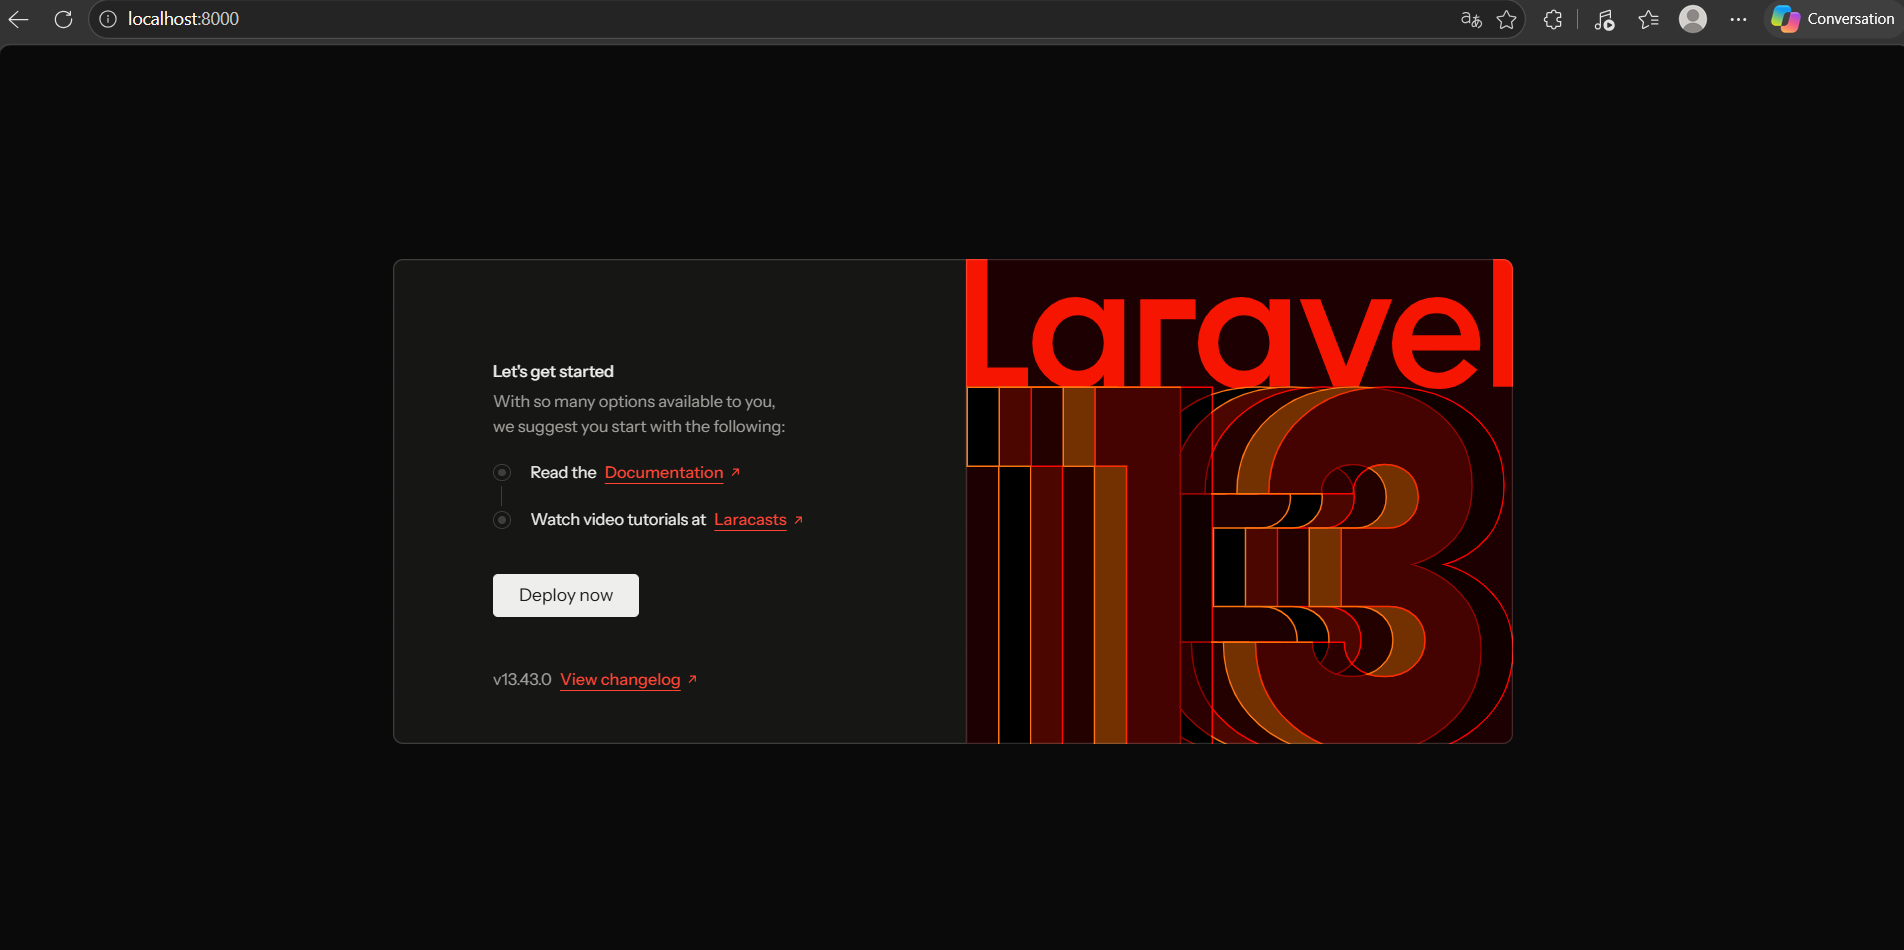 localhost:8000
Conversation
Let's get started
With so many options available to you,
we suggest you start with the following:
Read the Documentation
Watch video tutorials at Laracasts
Deploy now
v13.43.0 View changelog
Laravel
13